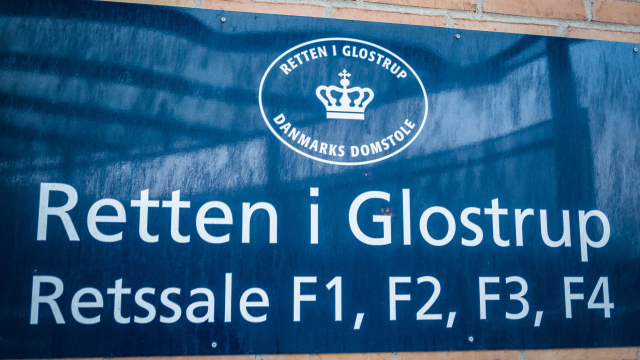 RETTEN I GLOSTRUP
DANMARKS DOMSTOLE
Retten i Glostrup
Retssale F1, F2, F3, F4